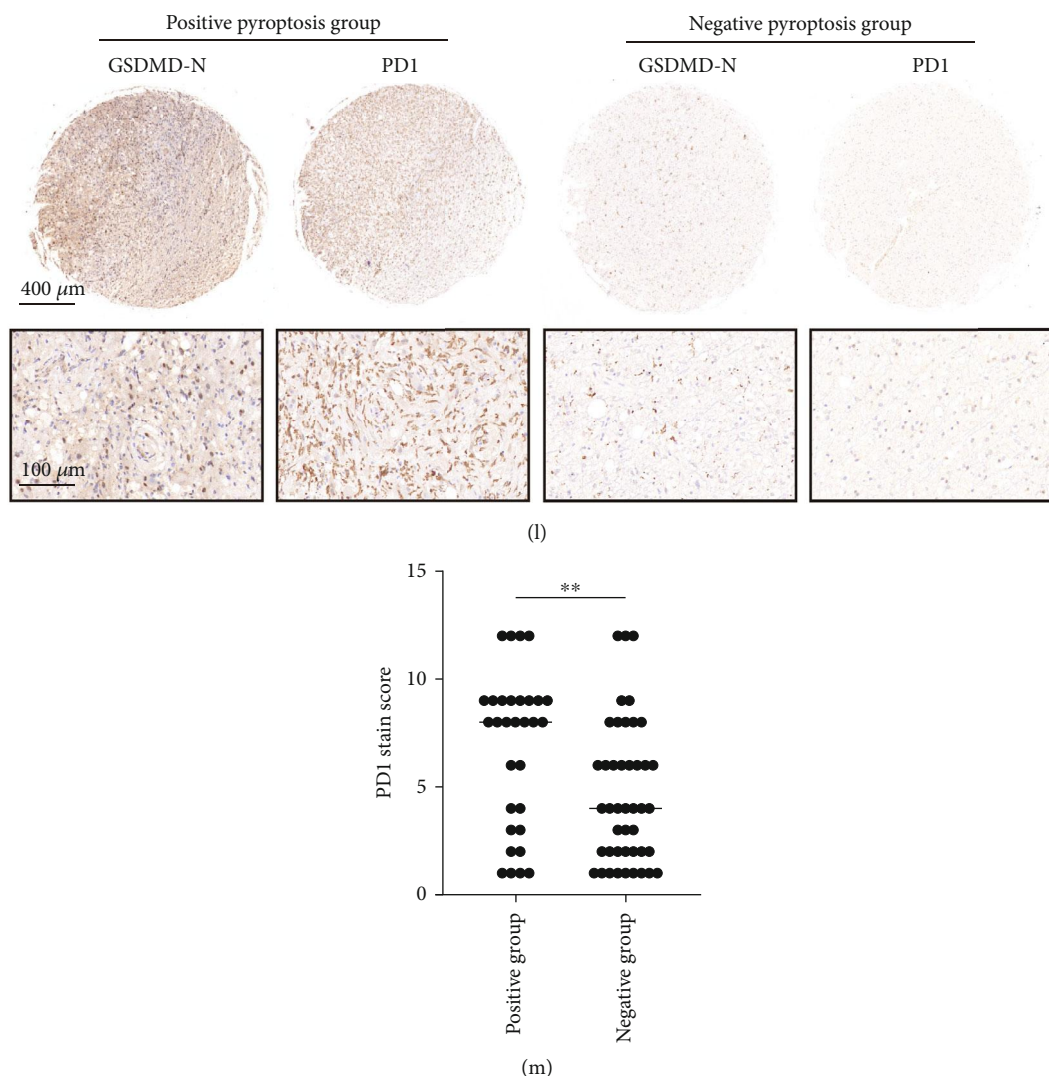 Positive pyroptosis group
Negative pyroptosis group
GSDMD-N
PD1
GSDMD-N
PD1
400 μm
100 μm
(l)
15
10
5
0
PD1 stain score
**
Positive group
Negative group
(m)